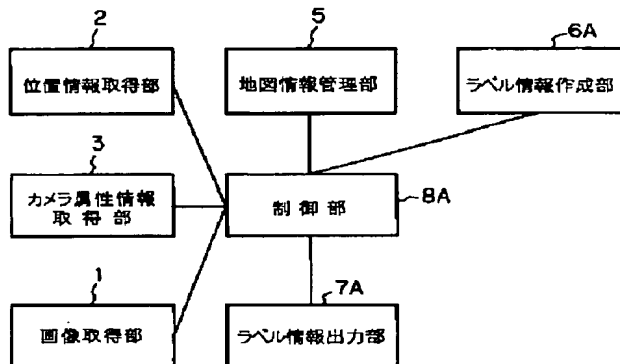 2
5
6A
位置情報取得部
地図情報管理部
ラベル情報作成部
3
カメラ属性情報
取得部
制御部
8A
1
7A
画像取得部
ラベル情報出力部